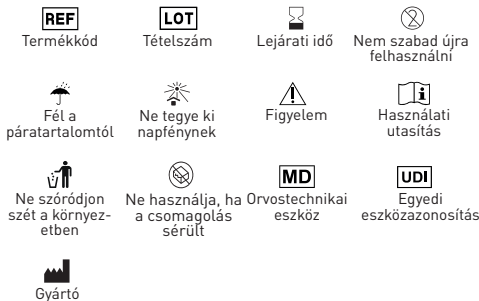 REF
LOT
Termékkód
Tételszám
Lejárati idő
Nem szabad újra
felhasználni
2
Fél a
páratartalomtól
Ne tegye ki
napfénynek
Figyelem
Használati
utasítás
i
Ne szóródjon
szét a környez-
etben
Ne használja, ha
a csomagolás
sérült
MD
Orvostechnikai
eszköz
UDI
Egyedi
eszközazonosítás
Gyártó